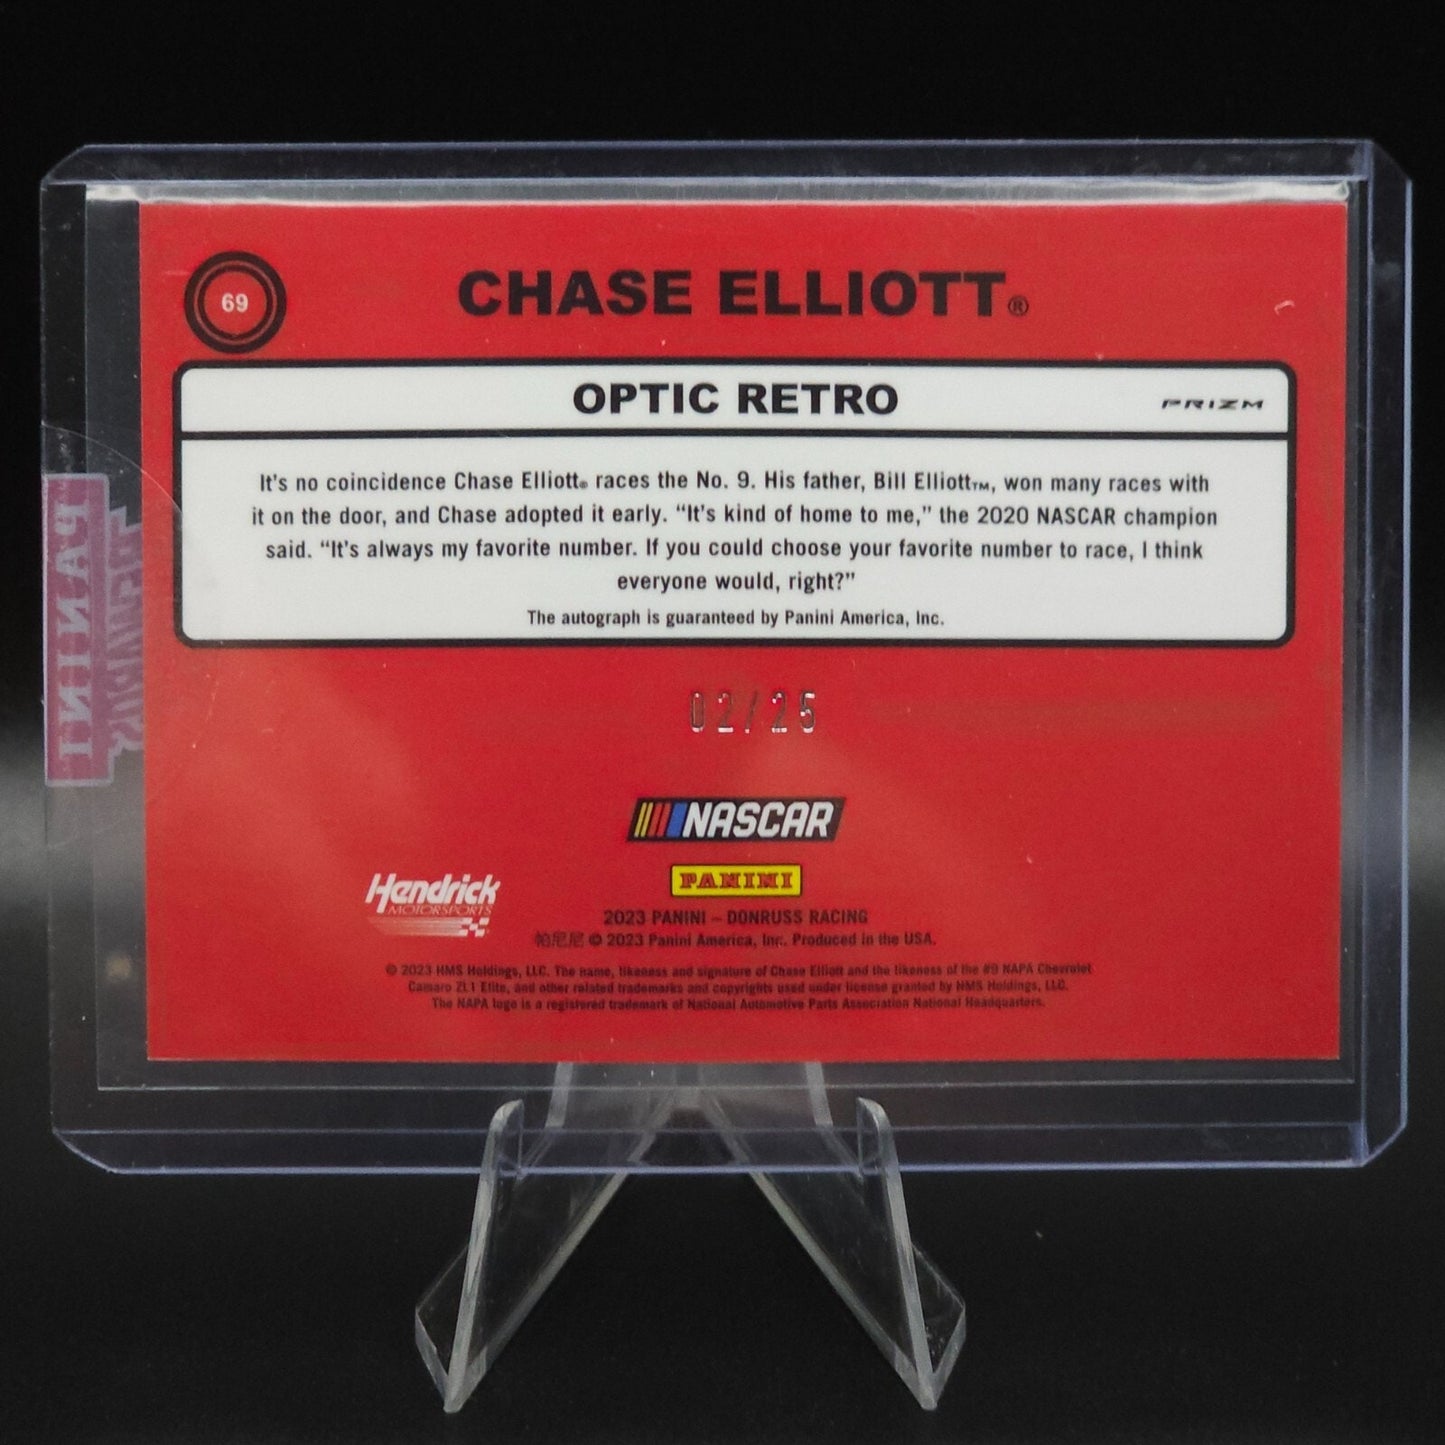 69
CHASE ELLIOTT®
OPTIC RETRO
PRIZM
It's no coincidence Chase Elliott® races the No. 9. His father, Bill Elliott™, won many races with
it on the door, and Chase adopted it early. “It's kind of home to me,” the 2020 NASCAR champion
said. “It's always my favorite number. If you could choose your favorite number to race, I think
everyone would, right?”
The autograph is guaranteed by Panini America, Inc.
02/25
NASCAR
PANINI
Hendrick
MOTORSPORTS
2023 PANINI – DONRUSS RACING
帕尼尼 © 2023 Panini America, Inc. Produced in the USA.
© 2023 HMS Holdings, LLC. The name, likeness and signature of Chase Elliott and the likeness of the #9 NAPA Chevrolet
Camaro ZL1 Elite, and other related trademarks and copyrights used under license granted by HMS Holdings, LLC.
The NAPA logo is a registered trademark of National Automotive Parts Association National Headquarters.
PANINI